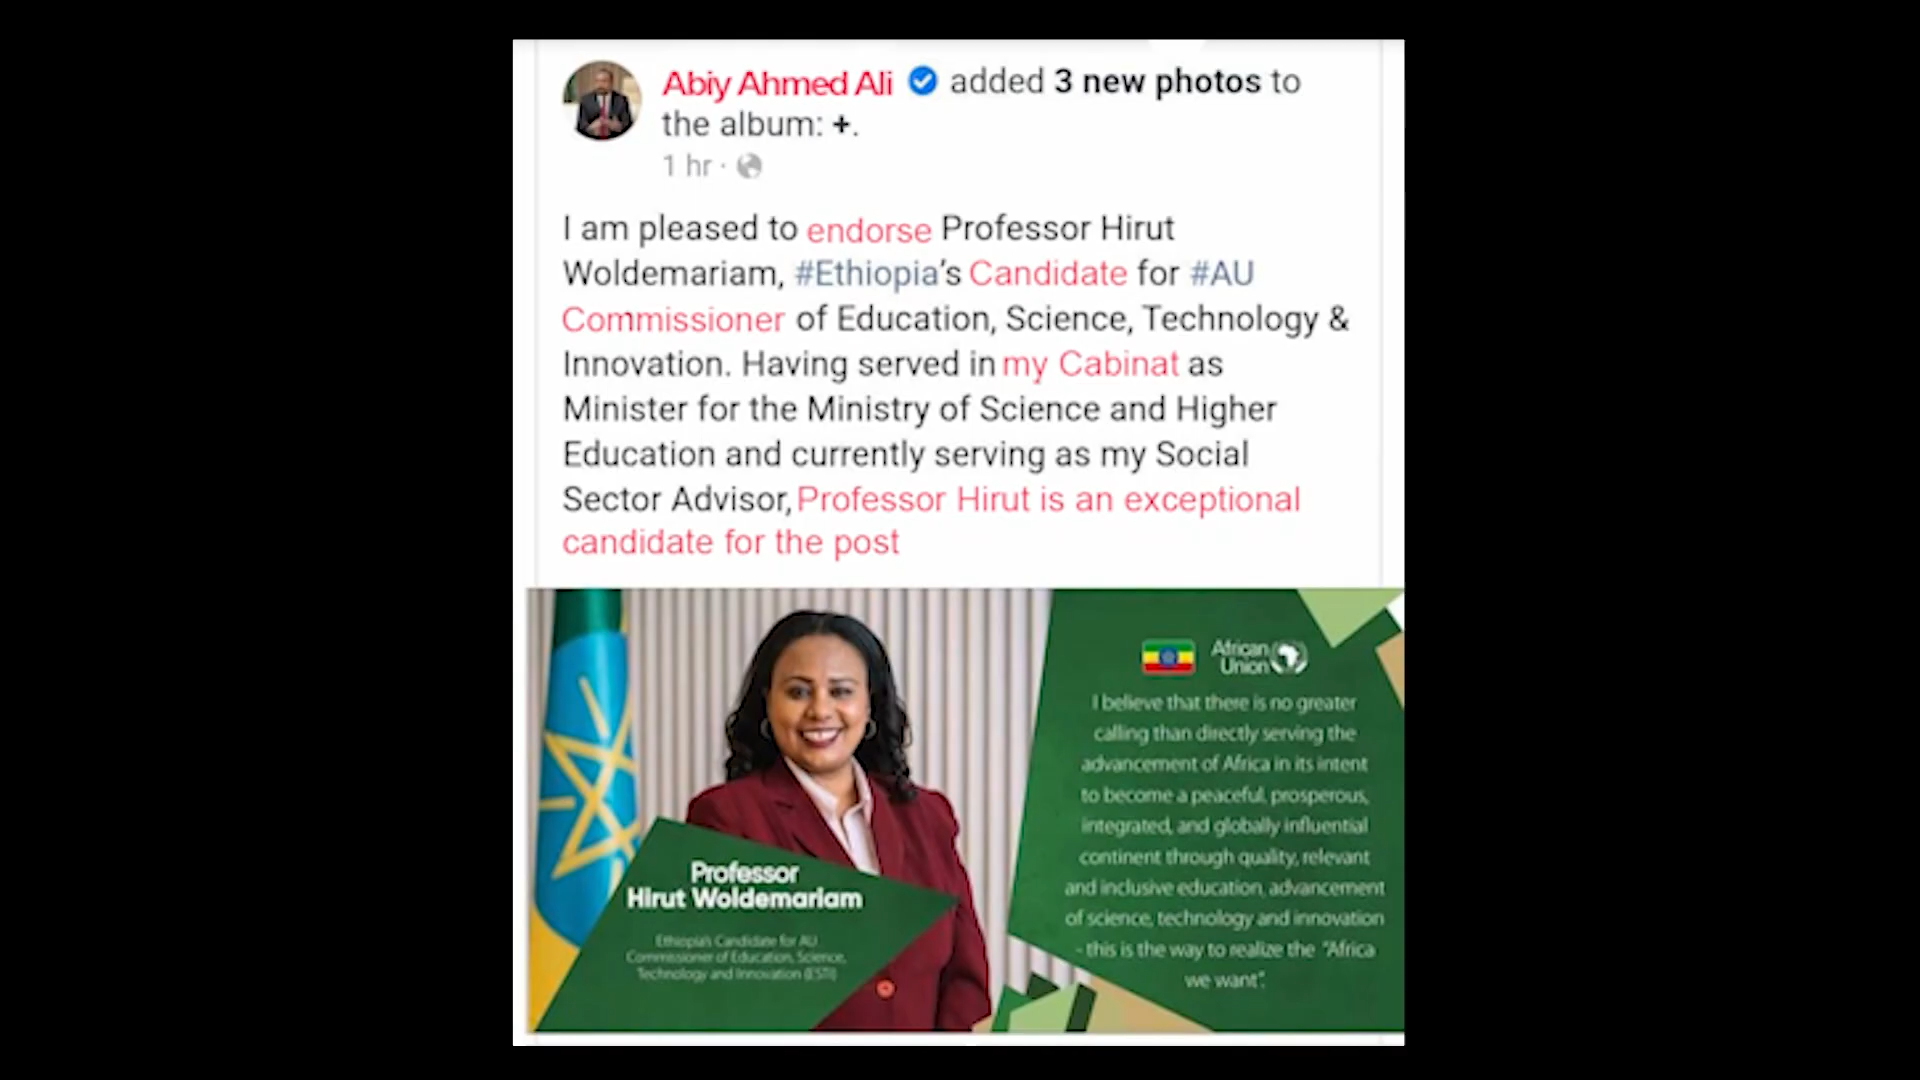 Abiy Ahmed Ali added 3 new photos to
the album: +.
1 hr ·
I am pleased to endorse Professor Hirut
Woldemariam, #Ethiopia's Candidate for #AU
Commissioner of Education, Science, Technology &
Innovation. Having served in my Cabinat as
Minister for the Ministry of Science and Higher
Education and currently serving as my Social
Sector Advisor, Professor Hirut is an exceptional
candidate for the post
Professor
Hirut Woldemariam
Ethiopia's Candidate for AU
Commissioner of Education, Science,
Technology and Innovation (ESTI)
African
Union
I believe that there is no greater
calling than directly serving the
advancement of Africa in its intent
to become a peaceful, prosperous,
integrated, and globally influential
continent through quality, relevant
and inclusive education, advancement
of science, technology and innovation
- this is the way to realize the "Africa
we want".